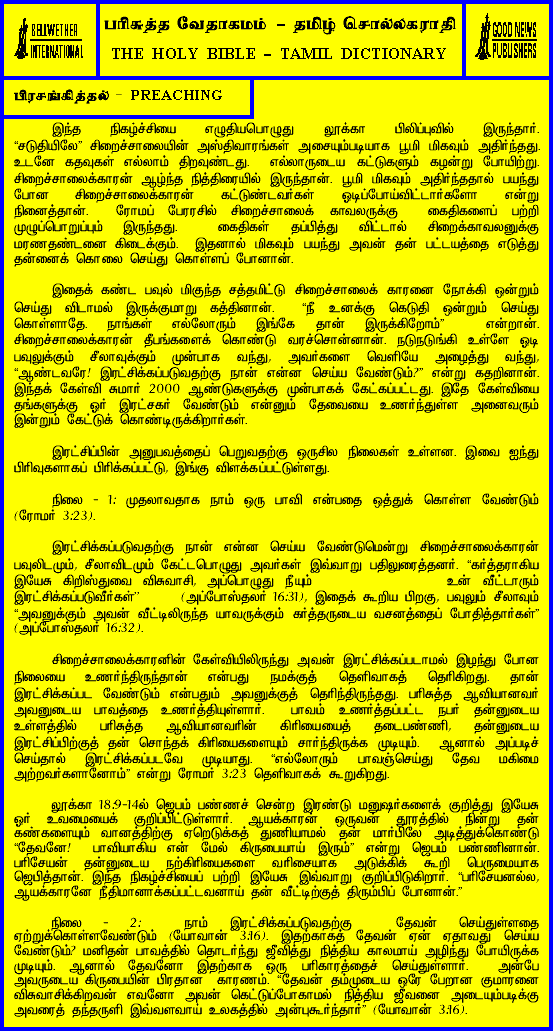 BELLWETHER
INTERNATIONAL
பரிசுத்த வேதாகமம் – தமிழ் சொல்லகராதி
THE HOLY BIBLE – TAMIL DICTIONARY
GOOD NEWS
PUBLISHERS
பிரசங்கித்தல் – PREACHING
இந்த நிகழ்ச்சியை எழுதியபொழுது லூக்கா பிலிப்புவில் இருந்தார்.
“சடுதியிலே” சிறைச்சாலையின் அஸ்திவாரங்கள் அசையும்படியாக பூமி மிகவும் அதிர்ந்தது.
உடனே கதவுகள் எல்லாம் திறவுண்டது. எல்லாருடைய கட்டுகளும் கழன்று போயிற்று.
சிறைச்சாலைக்காரன் ஆழ்ந்த நித்திரையில் இருந்தான். பூமி மிகவும் அதிர்ந்ததால் பயந்து
போன சிறைச்சாலைக்காரன் கட்டுண்டவர்கள் ஓடிப்போய்விட்டார்களோ என்று
நினைத்தான். ரோமப் பேரரசில் சிறைச்சாலைக் காவலருக்கு கைதிகளைப் பற்றி
முழுப்பொறுப்பும் இருந்தது. கைதிகள் தப்பித்து விட்டால் சிறைக்காவலனுக்கு
மரணதண்டனை கிடைக்கும். இதனால் மிகவும் பயந்து அவன் தன் பட்டயத்தை எடுத்து
தன்னைக் கொலை செய்து கொள்ளப் போனான்.
இதைக் கண்ட பவுல் மிகுந்த சத்தமிட்டு சிறைச்சாலைக் காரனை நோக்கி ஒன்றும்
செய்து விடாமல் இருக்குமாறு கத்தினான். “நீ உனக்கு கெடுதி ஒன்றும் செய்து
கொள்ளாதே. நாங்கள் எல்லோரும் இங்கே தான் இருக்கிறோம்” என்றான்.
சிறைச்சாலைக்காரன் தீபங்களைக் கொண்டு வரச்சொன்னான். நடுநடுங்கி உள்ளே ஓடி
பவுலுக்கும் சீலாவுக்கும் முன்பாக வந்து, அவர்களை வெளியே அழைத்து வந்து,
“ஆண்டவரே! இரட்சிக்கப்படுவதற்கு நான் என்ன செய்ய வேண்டும்?” என்று கதறினான்.
இந்தக் கேள்வி சுமார் 2000 ஆண்டுகளுக்கு முன்பாகக் கேட்கப்பட்டது. இதே கேள்வியை
தங்களுக்கு ஓர் இரட்சகர் வேண்டும் என்னும் தேவையை உணர்ந்துள்ள அனைவரும்
இன்றும் கேட்டுக் கொண்டிருக்கிறார்கள்.
இரட்சிப்பின் அனுபவத்தைப் பெறுவதற்கு ஒருசில நிலைகள் உள்ளன. இவை ஐந்து
பிரிவுகளாகப் பிரிக்கப்பட்டு, இங்கு விளக்கப்பட்டுள்ளது.
நிலை – 1: முதலாவதாக நாம் ஒரு பாவி என்பதை ஒத்துக் கொள்ள வேண்டும்
(ரோமர் 3:23).
இரட்சிக்கப்படுவதற்கு நான் என்ன செய்ய வேண்டுமென்று சிறைச்சாலைக்காரன்
பவுலிடமும், சீலாவிடமும் கேட்டபொழுது அவர்கள் இவ்வாறு பதிலுரைத்தனர். “கர்த்தராகிய
இயேசு கிறிஸ்துவை விசுவாசி, அப்பொழுது நீயும் உன் வீட்டாரும்
இரட்சிக்கப்படுவீர்கள்” (அப்போஸ்தலர் 16:31), இதைக் கூறிய பிறகு, பவுலும் சீலாவும்
“அவனுக்கும் அவன் வீட்டிலிருந்த யாவருக்கும் கர்த்தருடைய வசனத்தைப் போதித்தார்கள்”
(அப்போஸ்தலர் 16:32).
சிறைச்சாலைக்காரனின் கேள்வியிலிருந்து அவன் இரட்சிக்கப்படாமல் இழந்து போன
நிலையை உணர்ந்திருந்தான் என்பது நமக்குத் தெளிவாகத் தெரிகிறது. தான்
இரட்சிக்கப்பட வேண்டும் என்பதும் அவனுக்குத் தெரிந்திருந்தது. பரிசுத்த ஆவியானவர்
அவனுடைய பாவத்தை உணர்த்தியுள்ளார். பாவம் உணர்த்தப்பட்ட நபர் தன்னுடைய
உள்ளத்தில் பரிசுத்த ஆவியானவரின் கிரியையைத் தடைபண்ணி, தன்னுடைய
இரட்சிப்பிற்குத் தன் சொந்தக் கிரியைகளையும் சார்ந்திருக்க முடியும். ஆனால் அப்படிச்
செய்தால் இரட்சிக்கப்படவே முடியாது. “எல்லோரும் பாவஞ்செய்து தேவ மகிமை
அற்றவர்களானோம்” என்று ரோமர் 3:23 தெளிவாகக் கூறுகிறது.
லூக்கா 18:9-14ல் ஜெபம் பண்ணச் சென்ற இரண்டு மனுஷர்களைக் குறித்து இயேசு
ஓர் உவமையைக் குறிப்பிட்டுள்ளார். ஆயக்காரன் ஒருவன் தூரத்தில் நின்று தன்
கண்களையும் வானத்திற்கு ஏறெடுக்கத் துணியாமல் தன் மார்பிலே அடித்துக்கொண்டு
“தேவனே! பாவியாகிய என் மேல் கிருபையாய் இரும்” என்று ஜெபம் பண்ணினான்.
பரிசேயன் தன்னுடைய நற்கிரியைகளை வரிசையாக அடுக்கிக் கூறி பெருமையாக
ஜெபித்தான். இந்த நிகழ்ச்சியைப் பற்றி இயேசு இவ்வாறு குறிப்பிடுகிறார். “பரிசேயனல்ல,
ஆயக்காரனே நீதிமானாக்கப்பட்டவனாய் தன் வீட்டிற்குத் திரும்பிப் போனான்.”
நிலை – 2: நாம் இரட்சிக்கப்படுவதற்கு தேவன் செய்துள்ளதை
ஏற்றுக்கொள்ளவேண்டும் (யோவான் 3:16). இதற்காகத் தேவன் ஏன் ஏதாவது செய்ய
வேண்டும்? மனிதன் பாவத்தில் தொடர்ந்து ஜீவித்து நித்திய காலமாய் அழிந்து போயிருக்க
முடியும். ஆனால் தேவனோ இதற்காக ஒரு பரிகாரத்தைச் செய்துள்ளார். அன்பே
அவருடைய கிருபையின் பிரதான காரணம். “தேவன் தம்முடைய ஒரே பேறான குமாரனை
விசுவாசிக்கிறவன் எவனோ அவன் கெட்டுப்போகாமல் நித்திய ஜீவனை அடையும்படிக்கு
அவரைத் தந்தருளி இவ்வளவாய் உலகத்தில் அன்புகூர்ந்தார்” (யோவான் 3:16).